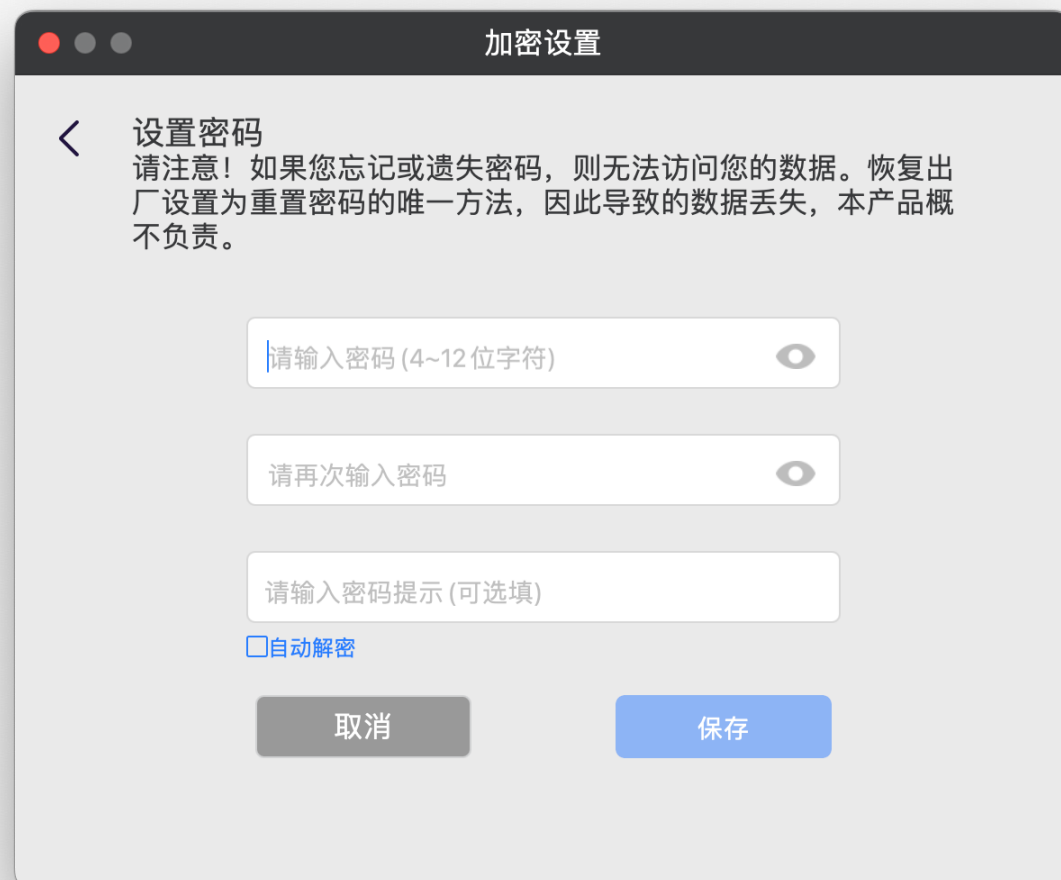 加密设置
设置密码
请注意！如果您忘记或遗失密码，则无法访问您的数据。恢复出
厂设置为重置密码的唯一方法，因此导致的数据丢失，本产品概
不负责。
请输入密码(4~12位字符)
请再次输入密码
请输入密码提示(可选填)
自动解密
取消
保存